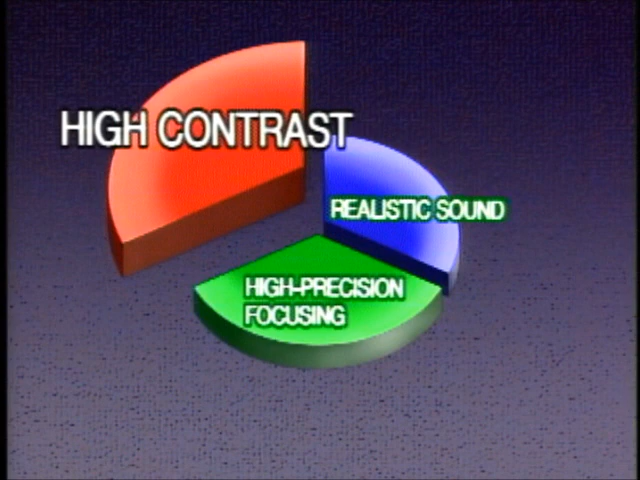 HIGH CONTRAST
REALISTIC SOUND
HIGH-PRECISION
FOCUSING